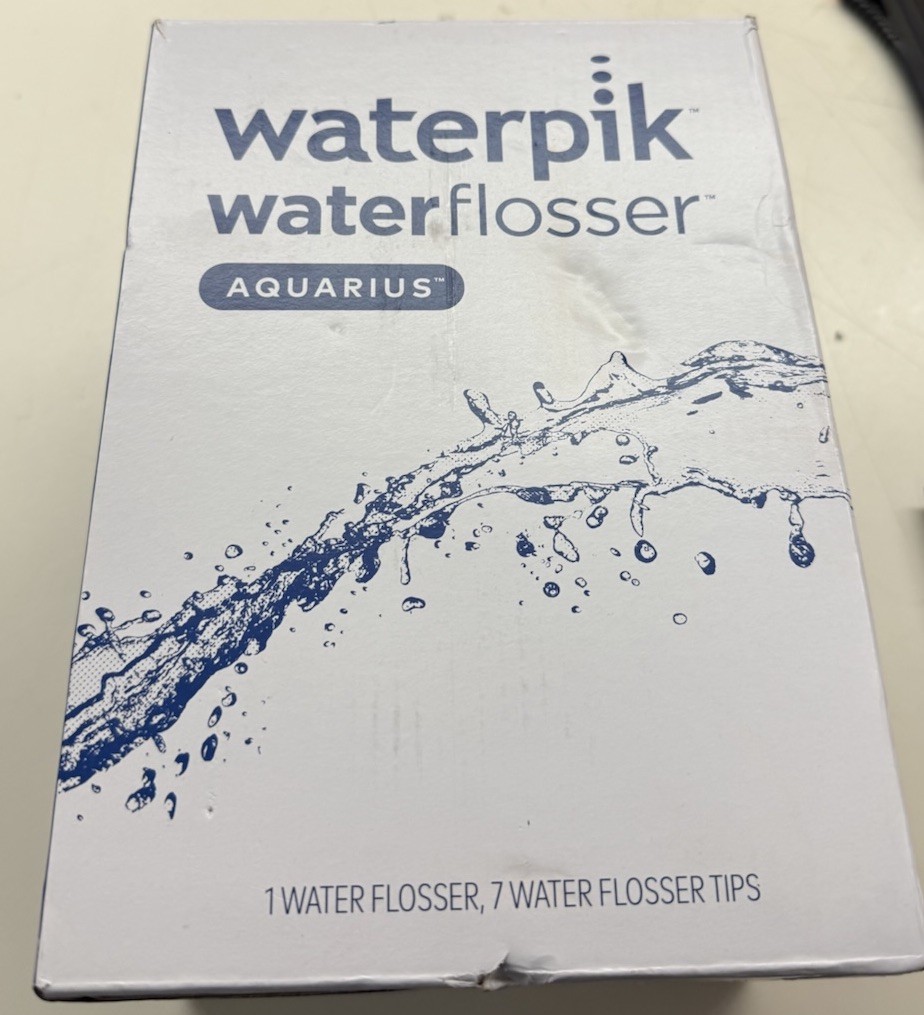 waterpik™
waterflosser™
AQUARIUS™
1 WATER FLOSSER, 7 WATER FLOSSER TIPS